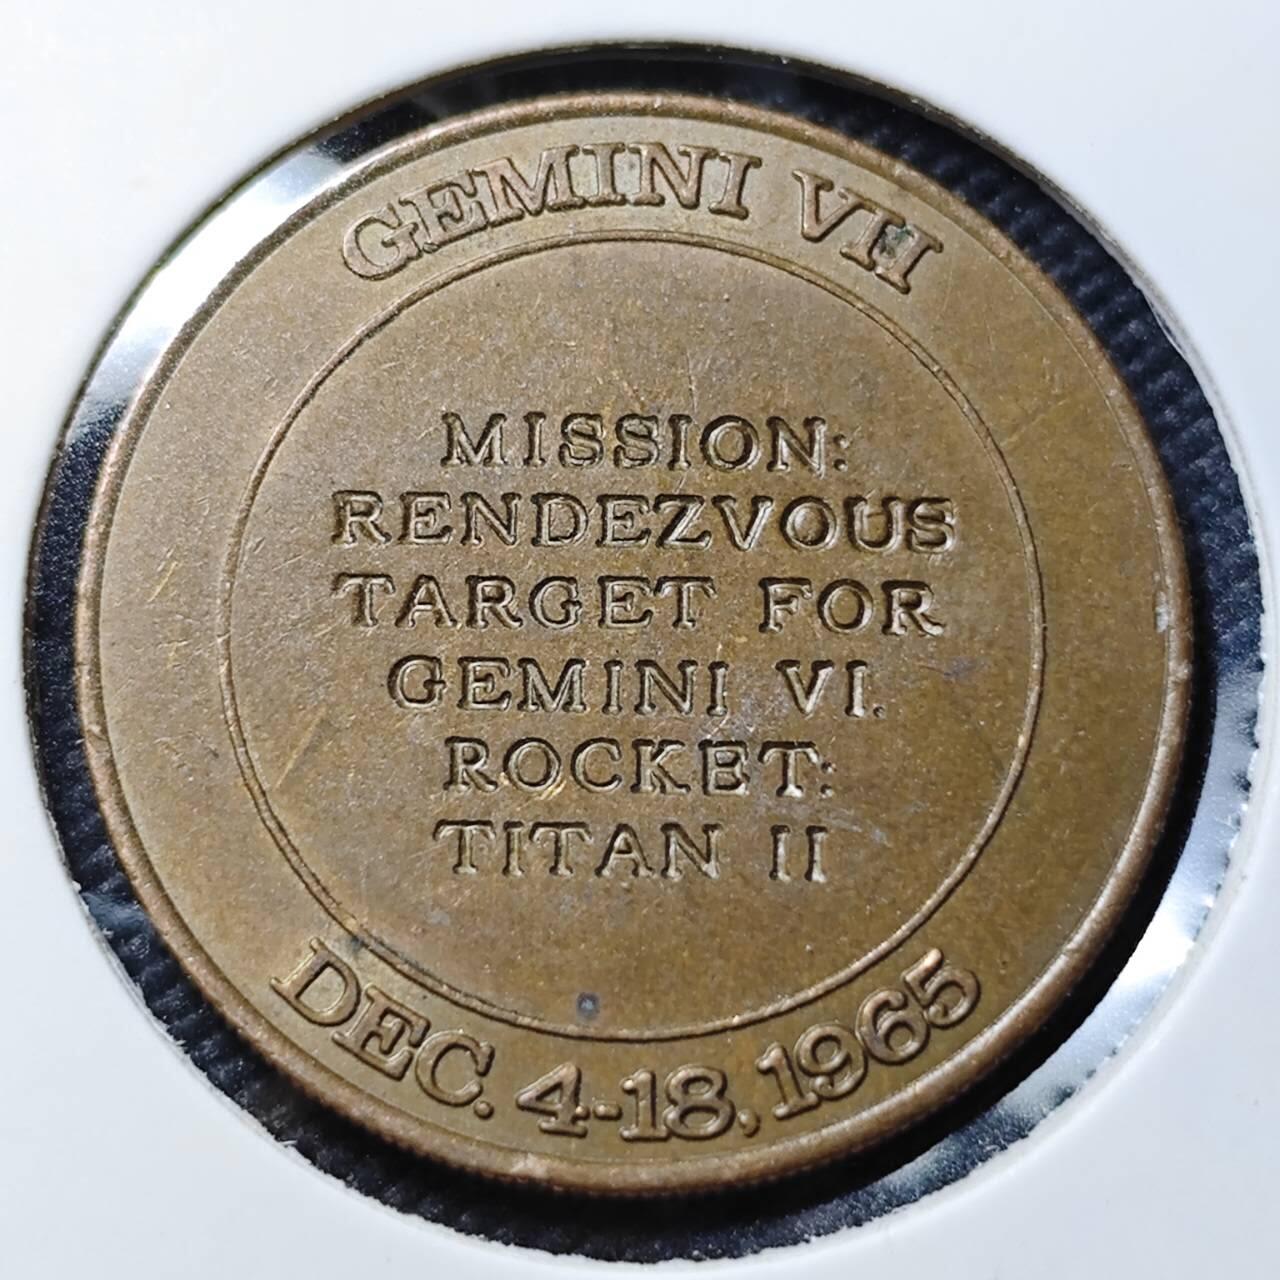 GEMINI VII
MISSION:
RENDEZVOUS
TARGET FOR
GEMINI VI.
ROCKET:
TITAN II
DEC. 4-18, 1965